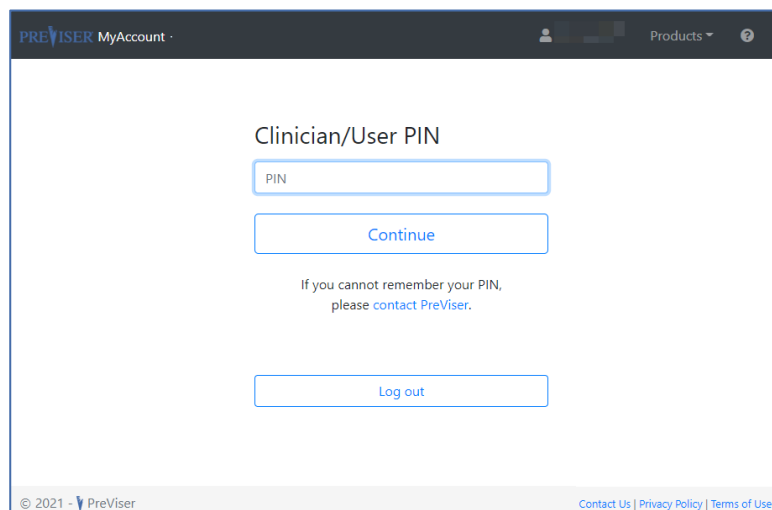 PREVISER MyAccount ·
Products
Clinician/User PIN
PIN
Continue
If you cannot remember your PIN,
please contact PreViser.
Log out
© 2021 - PreViser
Contact Us | Privacy Policy | Terms of Use